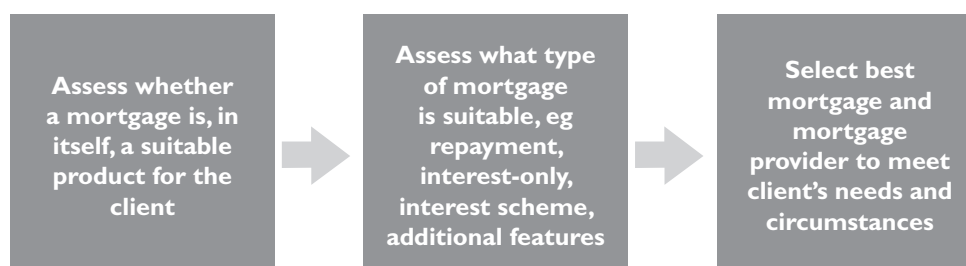 Assess whether
a mortgage is, in
itself, a suitable
product for the
client
Assess what type
of mortgage
is suitable, eg
repayment,
interest-only,
interest scheme,
additional features
Select best
mortgage and
mortgage
provider to meet
client’s needs and
circumstances